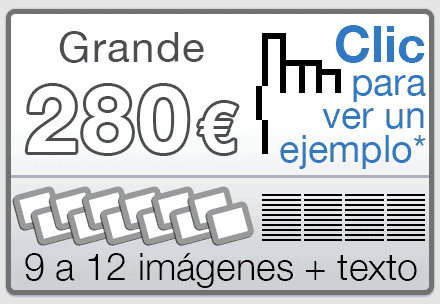 Grande
280€
Clic
para
ver un
ejemplo*
9 a 12 imágenes + texto